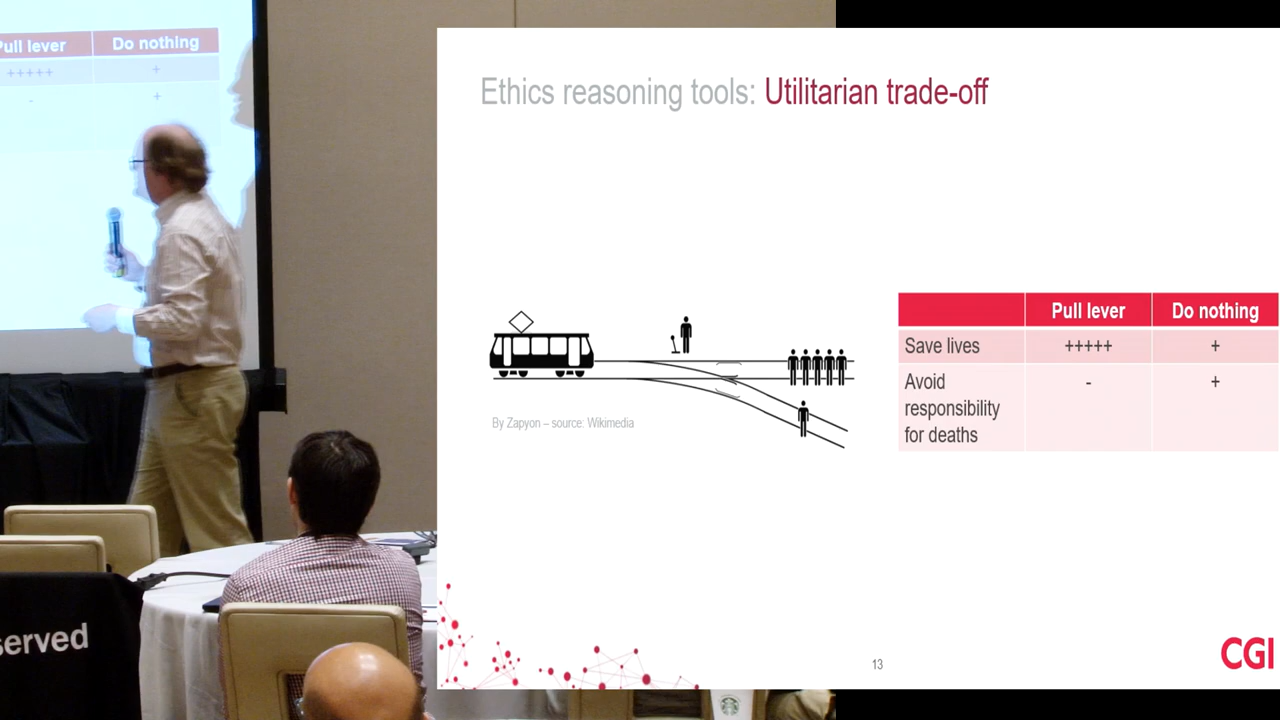 Pull lever Do nothing
+++++ +
- +
served
Ethics reasoning tools: Utilitarian trade-off
By Zapyon – source: Wikimedia
Pull lever Do nothing
Save lives +++++ +
Avoid - +
responsibility
for deaths
13
CGI